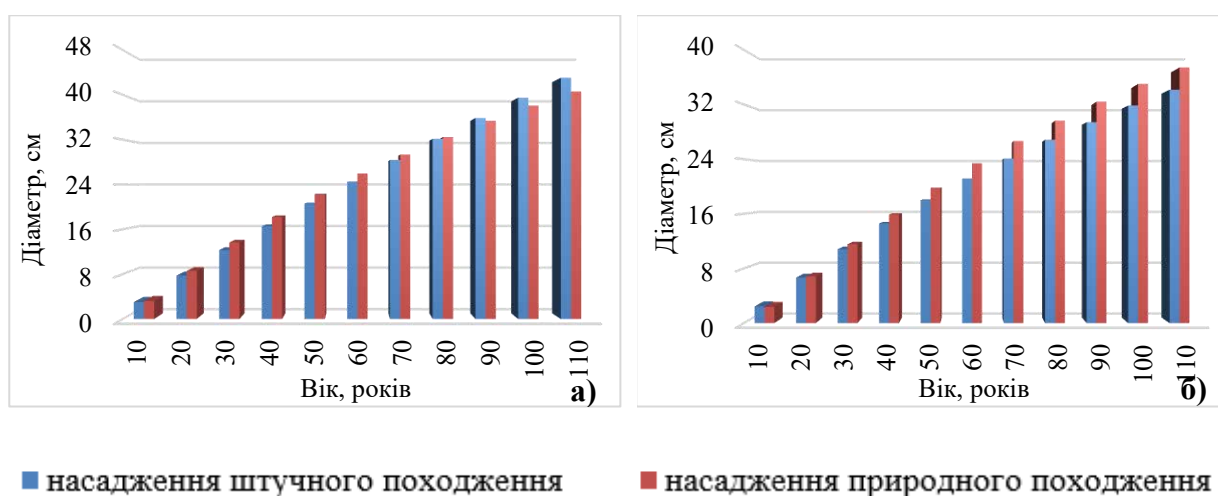 48
40
32
24
16
8
0
Діаметр, см
10 20 30 40 50 60 70 80 90 100 110
Вік, років
а)
40
32
24
16
8
0
Діаметр, см
10 20 30 40 50 60 70 80 90 100 110
Вік, років
б)
насадження штучного походження
насадження природного походження